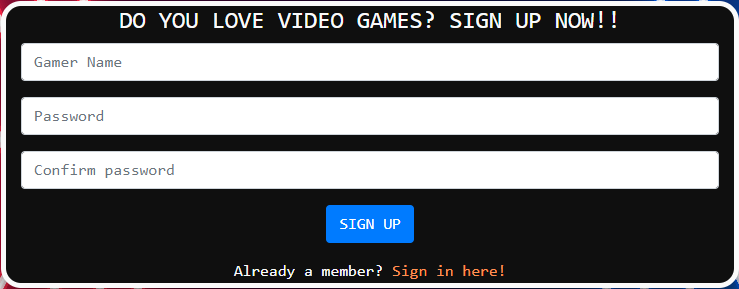 DO YOU LOVE VIDEO GAMES? SIGN UP NOW!!
Gamer Name
Password
Confirm password
SIGN UP
Already a member? Sign in here!